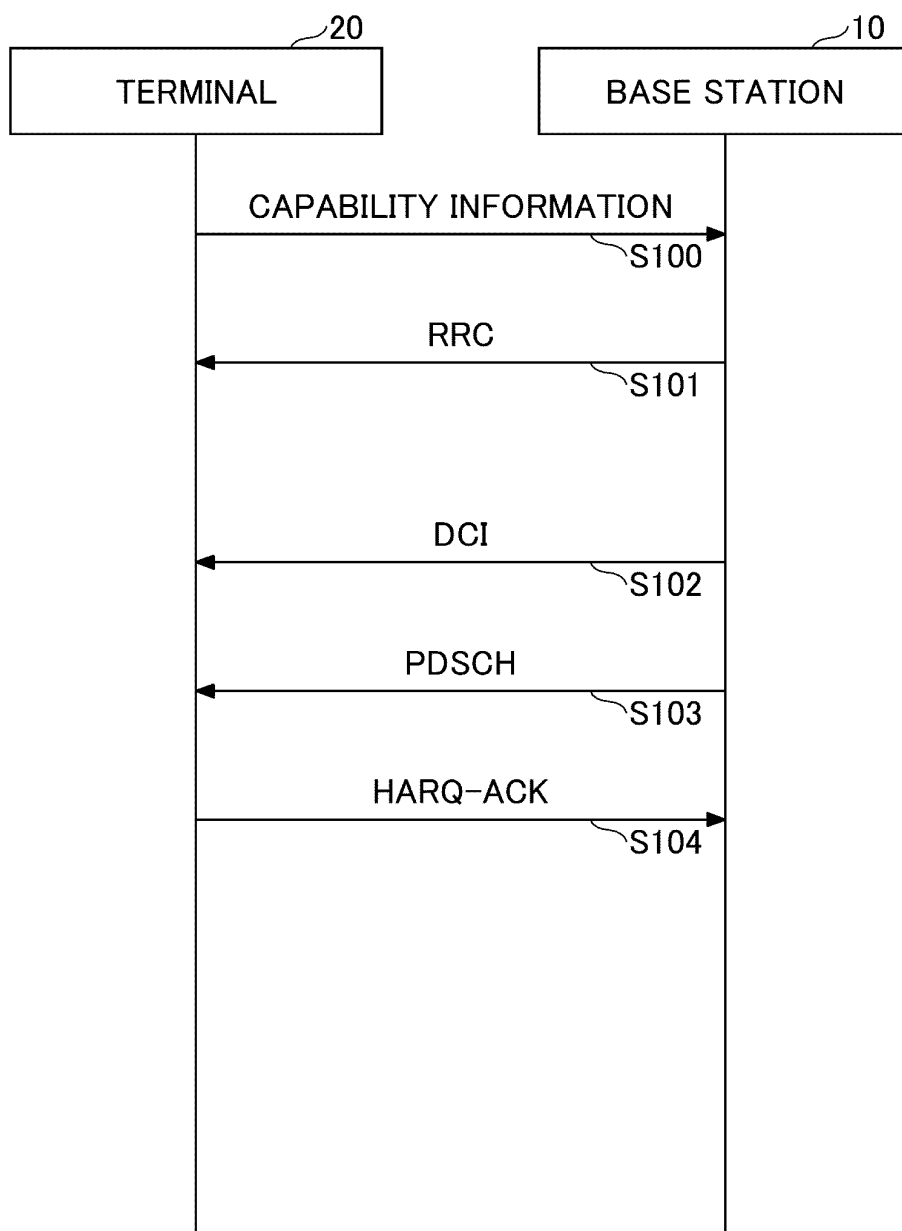 20
10
TERMINAL
BASE STATION
CAPABILITY INFORMATION
S100
RRC
S101
DCI
S102
PDSCH
S103
HARQ-ACK
S104